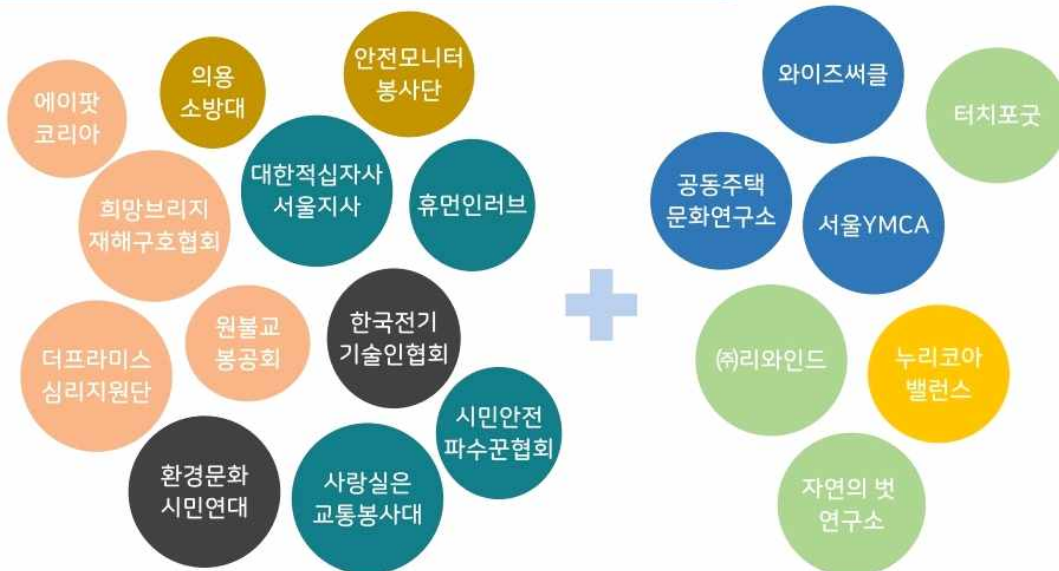 에이팟
코리아
의용
소방대
안전모니터
봉사단
희망브리지
재해구호협회
대한적십자사
서울지사
휴먼인러브
더프라미스
심리지원단
원불교
봉공회
한국전기
기술인협회
시민안전
파수꾼협회
환경문화
시민연대
사랑실은
교통봉사대
와이즈써클
터치포굿
공동주택
문화연구소
서울YMCA
㈜리와인드
누리코아
밸런스
자연의 벗
연구소